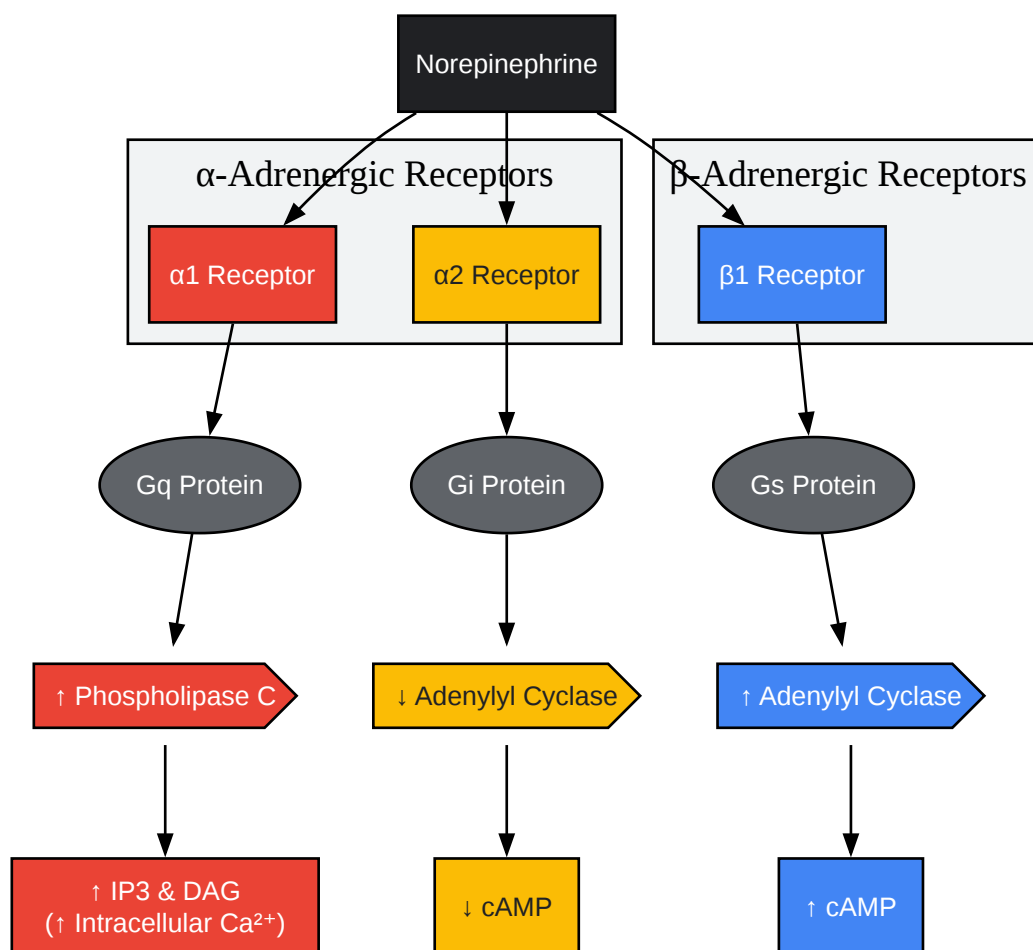 Norepinephrine
α-Adrenergic Receptors
β-Adrenergic Receptors
α1 Receptor
α2 Receptor
β1 Receptor
Gq Protein
Gi Protein
Gs Protein
↑ Phospholipase C
↓ Adenylyl Cyclase
↑ Adenylyl Cyclase
↑ IP3 & DAG
(↑ Intracellular Ca²⁺)
↓ cAMP
↑ cAMP